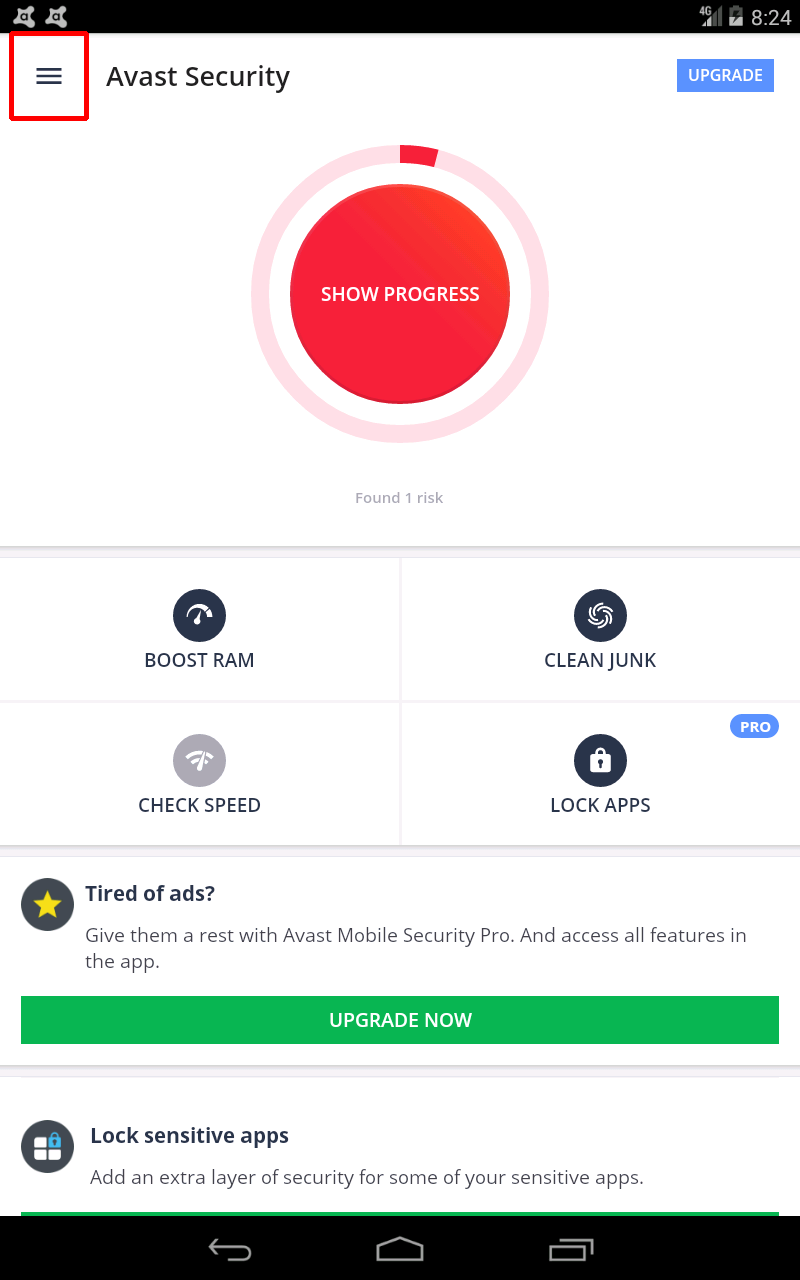 4G 8:24
Avast Security
UPGRADE
SHOW PROGRESS
Found 1 risk
BOOST RAM
CLEAN JUNK
PRO
CHECK SPEED
LOCK APPS
Tired of ads?
Give them a rest with Avast Mobile Security Pro. And access all features in
the app.
UPGRADE NOW
Lock sensitive apps
Add an extra layer of security for some of your sensitive apps.